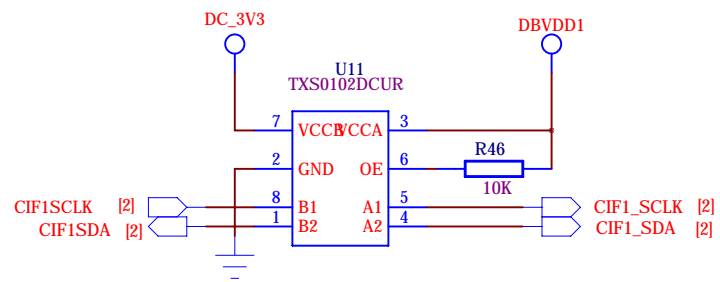 DC_3V3
DBVDD1
U11
TXS0102DCUR
7 VCCB VCCA 3
R46
2 GND OE 6
10K
CIF1SCLK [2] 8 B1 A1 5 CIF1_SCLK [2]
CIF1SDA [2] 1 B2 A2 4 CIF1_SDA [2]